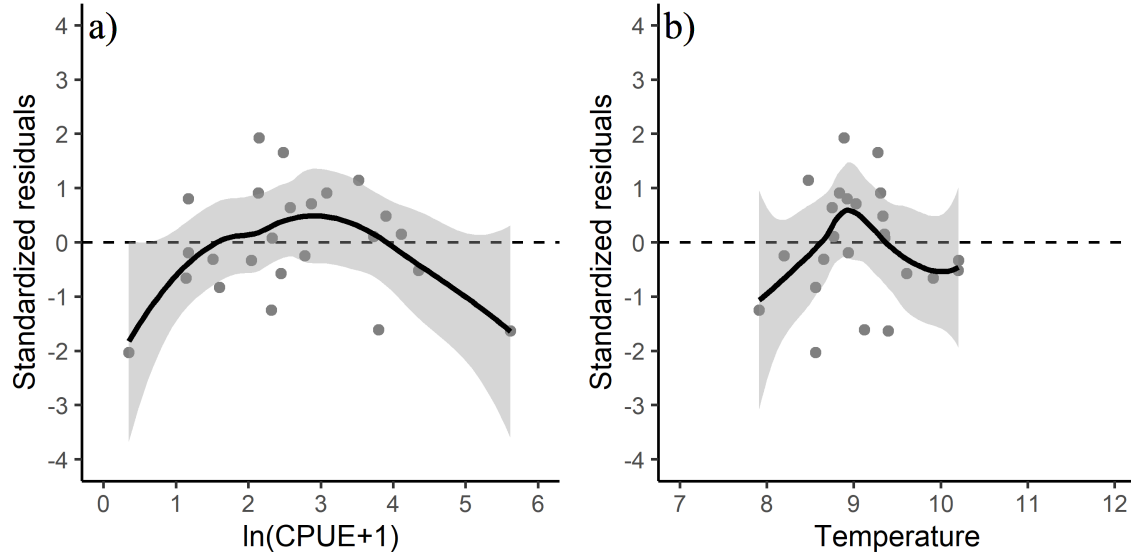 a)
Standardized residuals
4
3
2
1
0
-1
-2
-3
-4
0 1 2 3 4 5 6
ln(CPUE+1)
b)
Standardized residuals
4
3
2
1
0
-1
-2
-3
-4
7 8 9 10 11 12
Temperature